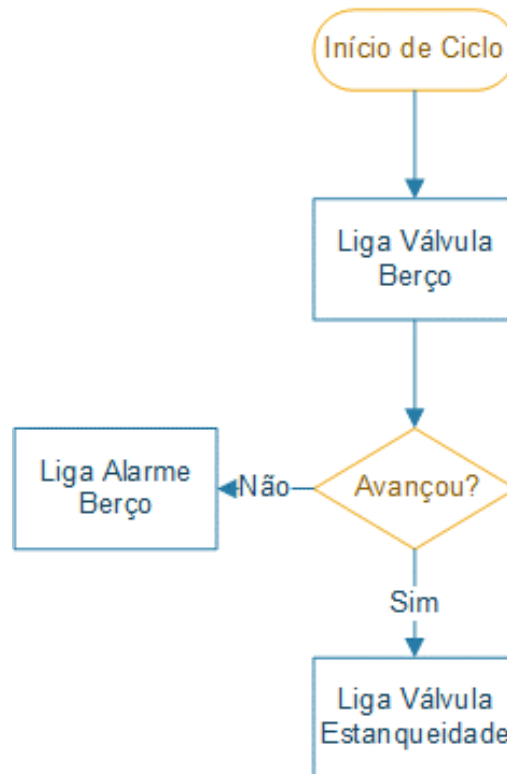 Início de Ciclo
Liga Válvula
Berço
Liga Alarme
Berço
Não
Avançou?
Sim
Liga Válvula
Estanqueidade